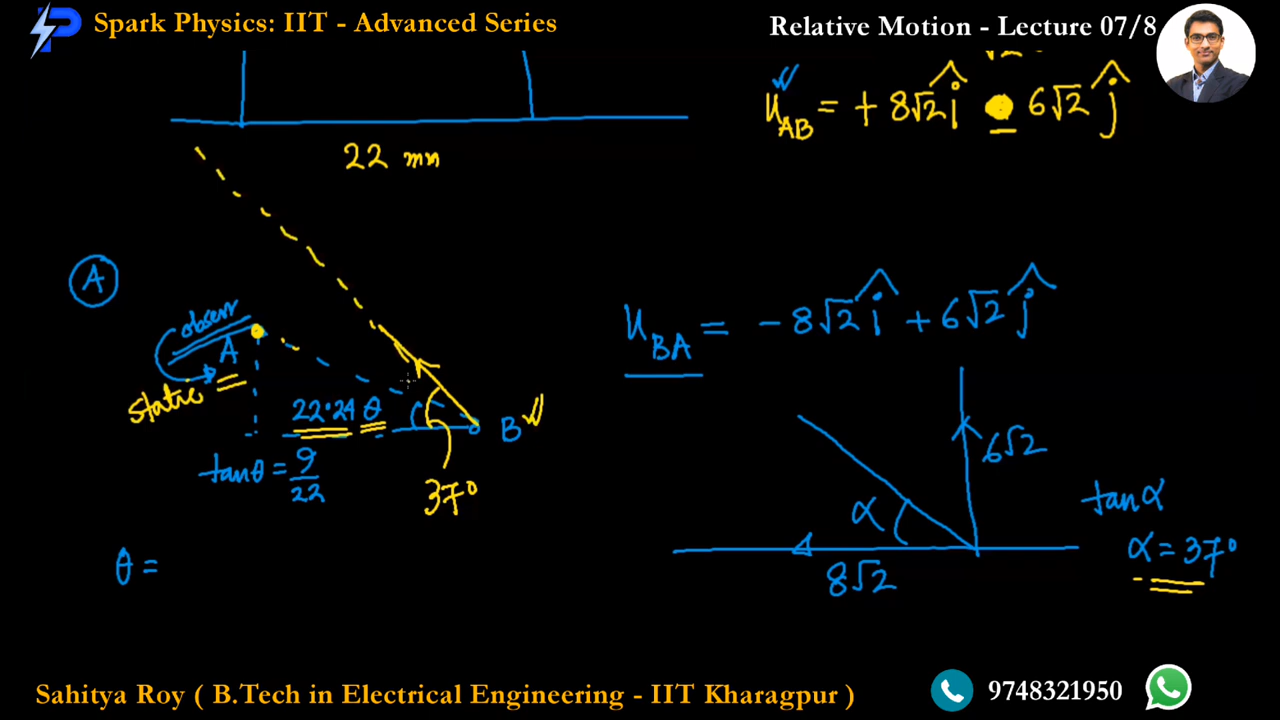 Spark Physics: IIT - Advanced Series
Relative Motion - Lecture 07/8
u_AB = + 8√2 î - 6√2 ĵ
22 mn
A
observer
A
static
22.24 θ
B
tanθ = 9/22
37°
θ =
u_BA = - 8√2 î + 6√2 ĵ
6√2
α
8√2
tanα
α = 37°
Sahitya Roy ( B.Tech in Electrical Engineering - IIT Kharagpur )
9748321950